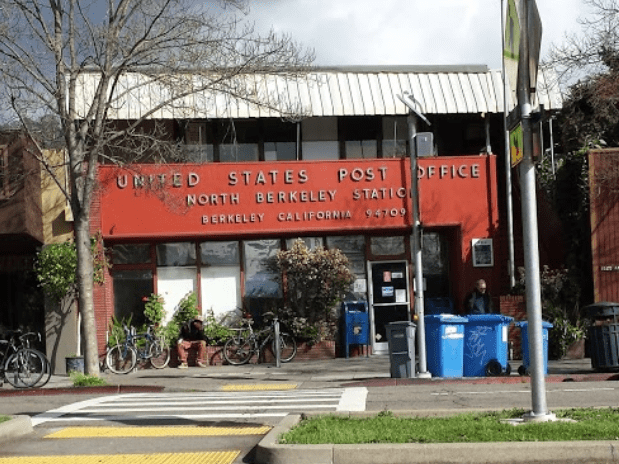 UNITED STATES POST OFFICE
NORTH BERKELEY STATION
BERKELEY CALIFORNIA 94709